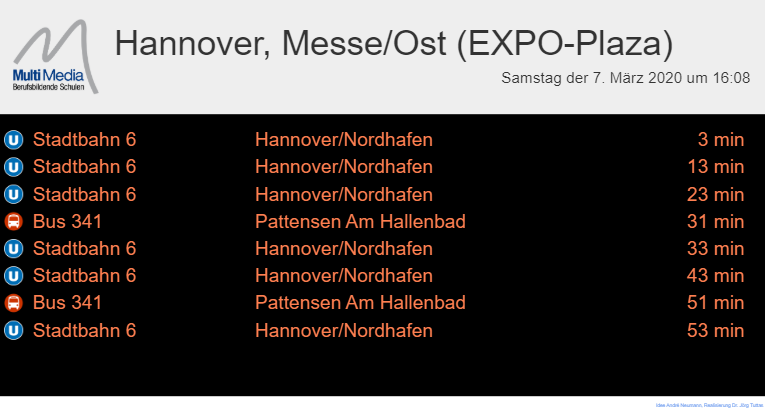 Hannover, Messe/Ost (EXPO-Plaza)
Multi Media
Berufsbildende Schulen
Samstag der 7. März 2020 um 16:08
U Stadtbahn 6 Hannover/Nordhafen 3 min
U Stadtbahn 6 Hannover/Nordhafen 13 min
U Stadtbahn 6 Hannover/Nordhafen 23 min
Bus 341 Pattensen Am Hallenbad 31 min
U Stadtbahn 6 Hannover/Nordhafen 33 min
U Stadtbahn 6 Hannover/Nordhafen 43 min
Bus 341 Pattensen Am Hallenbad 51 min
U Stadtbahn 6 Hannover/Nordhafen 53 min
Idee André Neumann, Realisierung Dr. Jörg Tuttas